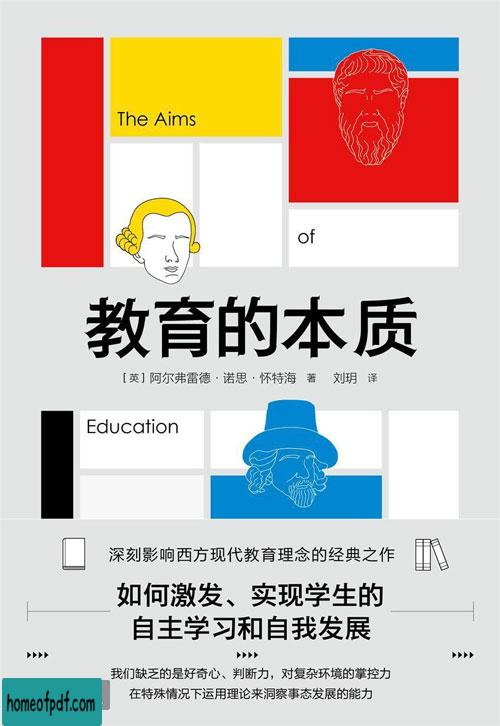 The Aims
of
教育的本质
[英] 阿尔弗雷德·诺思·怀特海 著 刘玥 译
Education
深刻影响西方现代教育理念的经典之作
如何激发、实现学生的
自主学习和自我发展
我们缺乏的是好奇心、判断力，对复杂环境的掌控力
在特殊情况下运用理论来洞察事态发展的能力
homeofpdf.com